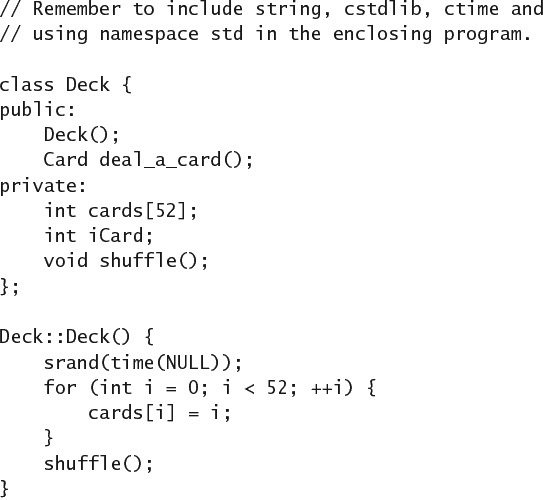 // Remember to include string, cstdlib, ctime and
// using namespace std in the enclosing program.
class Deck {
public:
    Deck();
    Card deal_a_card();
private:
    int cards[52];
    int iCard;
    void shuffle();
};
Deck::Deck() {
    srand(time(NULL));
    for (int i = 0; i < 52; ++i) {
        cards[i] = i;
    }
    shuffle();
}